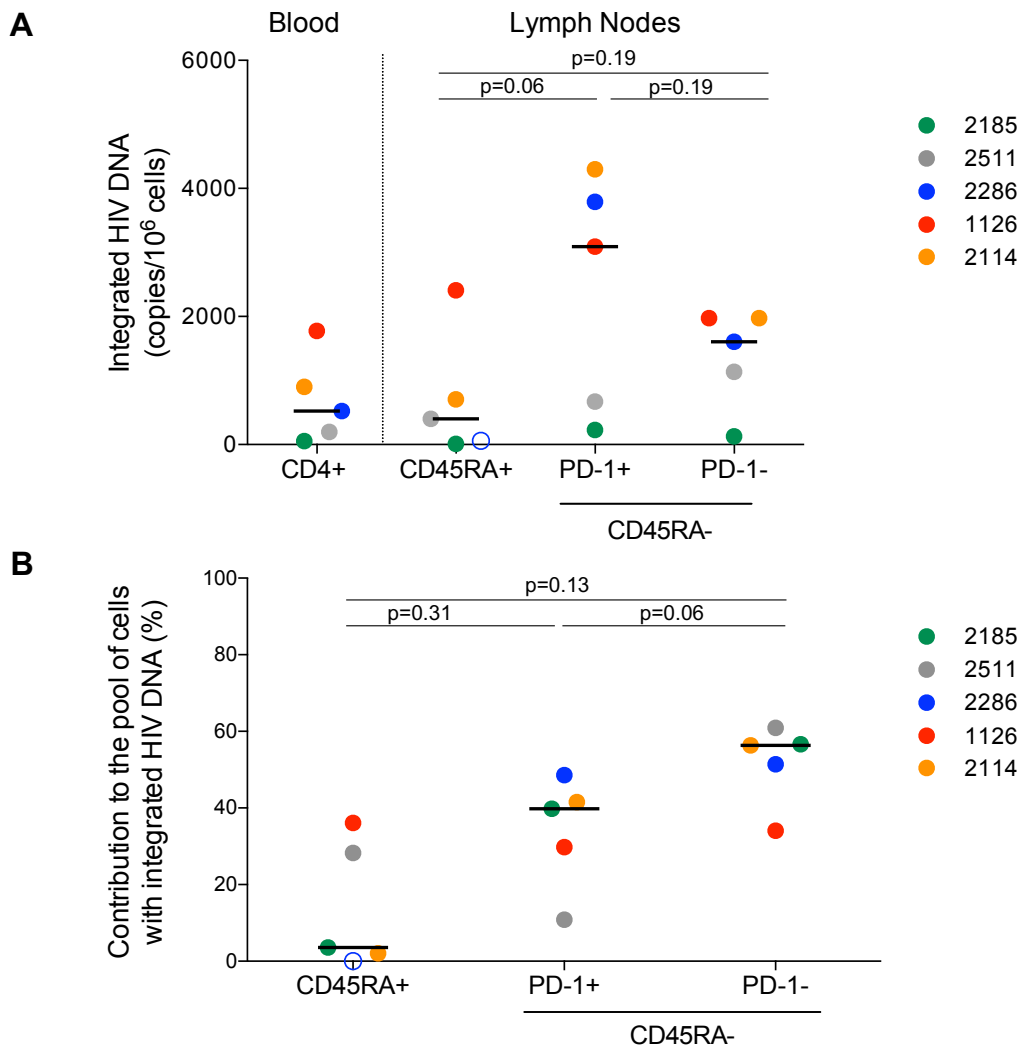 A
Blood
Lymph Nodes
p=0.19
p=0.06
p=0.19
Integrated HIV DNA
(copies/10⁶ cells)
6000
4000
2000
0
CD4+
CD45RA+
PD-1+
PD-1-
CD45RA-
2185
2511
2286
1126
2114
B
p=0.13
p=0.31
p=0.06
Contribution to the pool of cells
with integrated HIV DNA (%)
100
80
60
40
20
0
CD45RA+
PD-1+
PD-1-
CD45RA-
2185
2511
2286
1126
2114